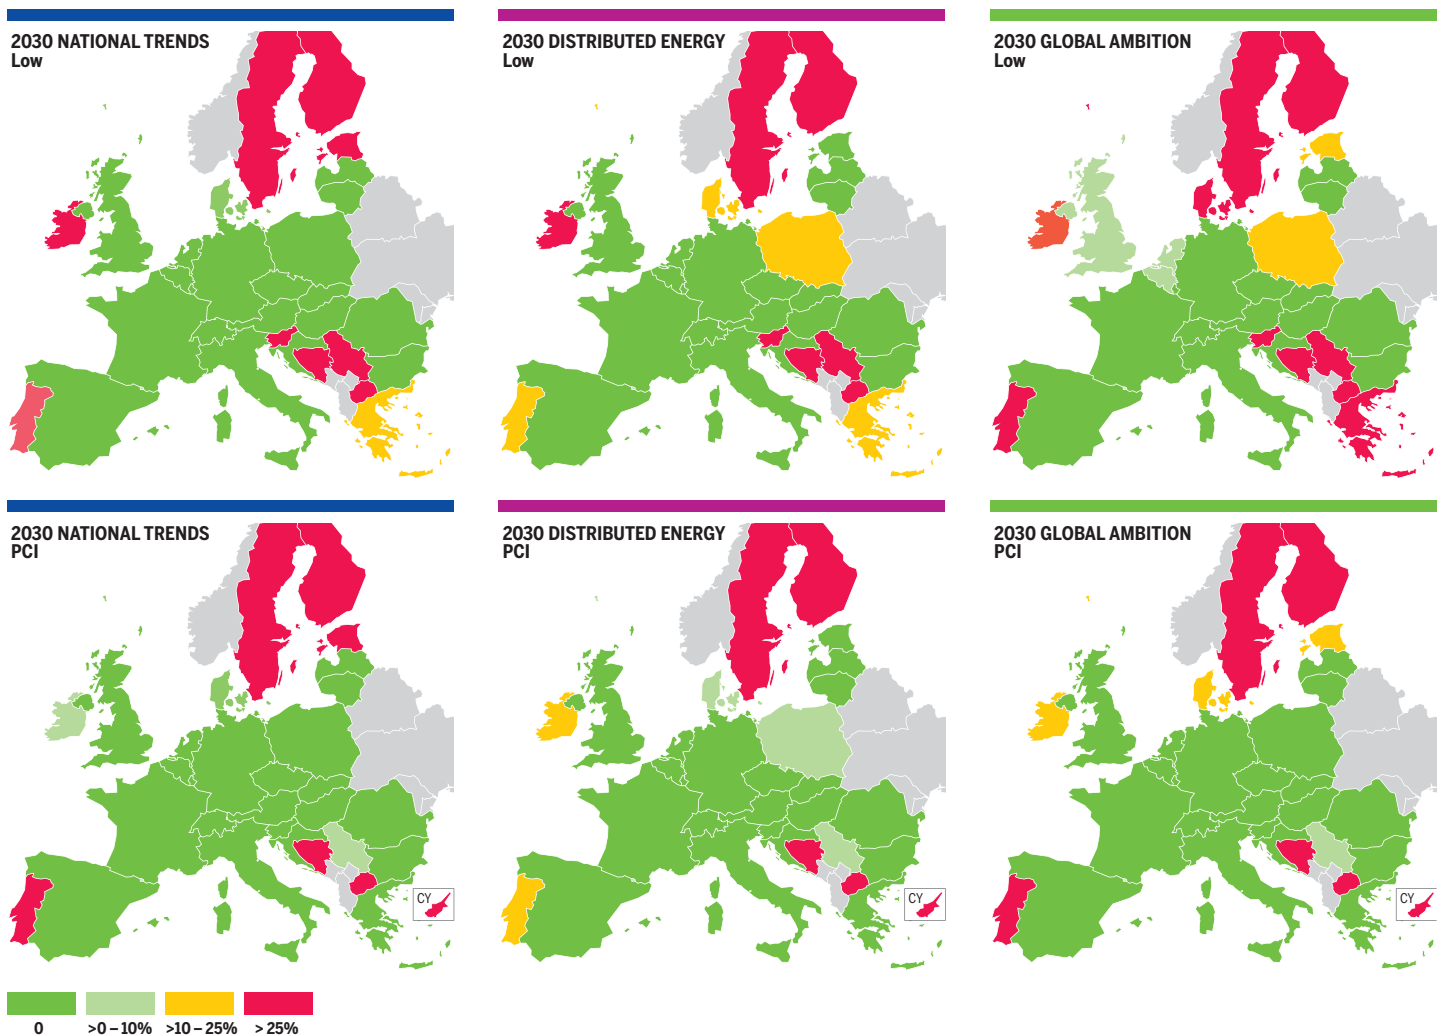 2030 NATIONAL TRENDS
Low
2030 DISTRIBUTED ENERGY
Low
2030 GLOBAL AMBITION
Low
2030 NATIONAL TRENDS
PCI
2030 DISTRIBUTED ENERGY
PCI
2030 GLOBAL AMBITION
PCI
CY
CY
CY
0
>0 – 10%
>10 – 25%
> 25%